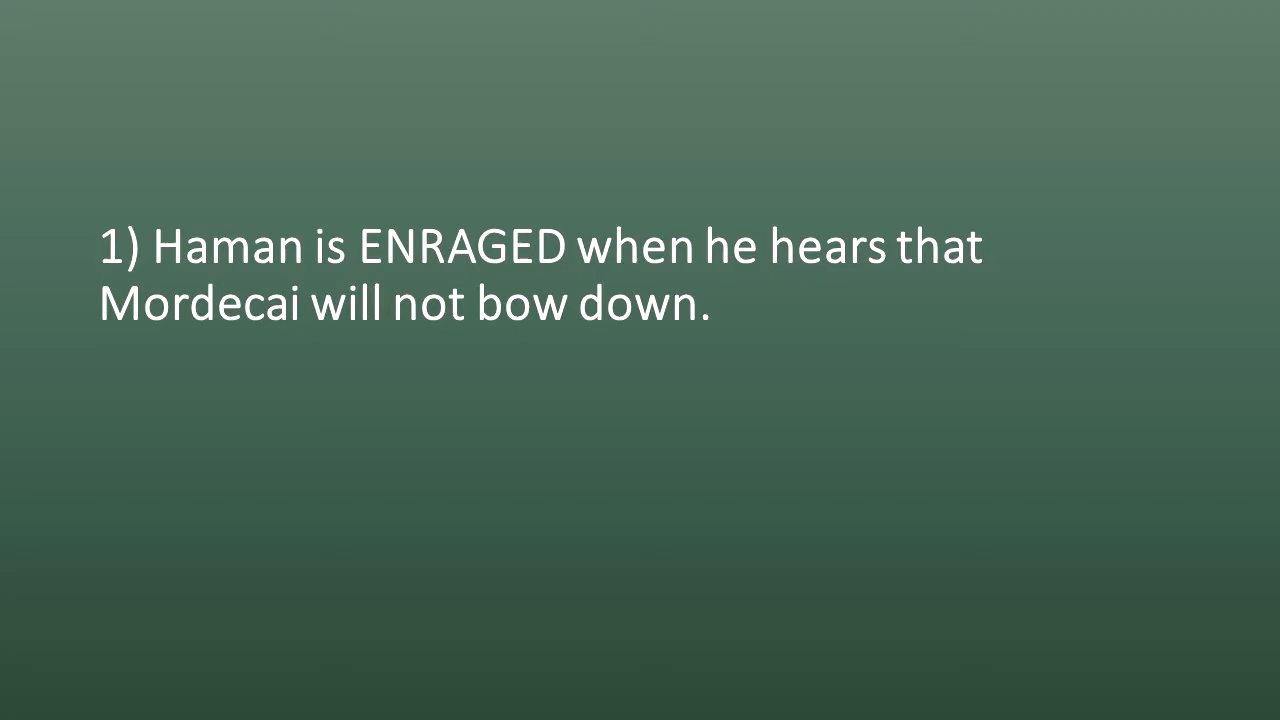 1) Haman is ENRAGED when he hears that
Mordecai will not bow down.